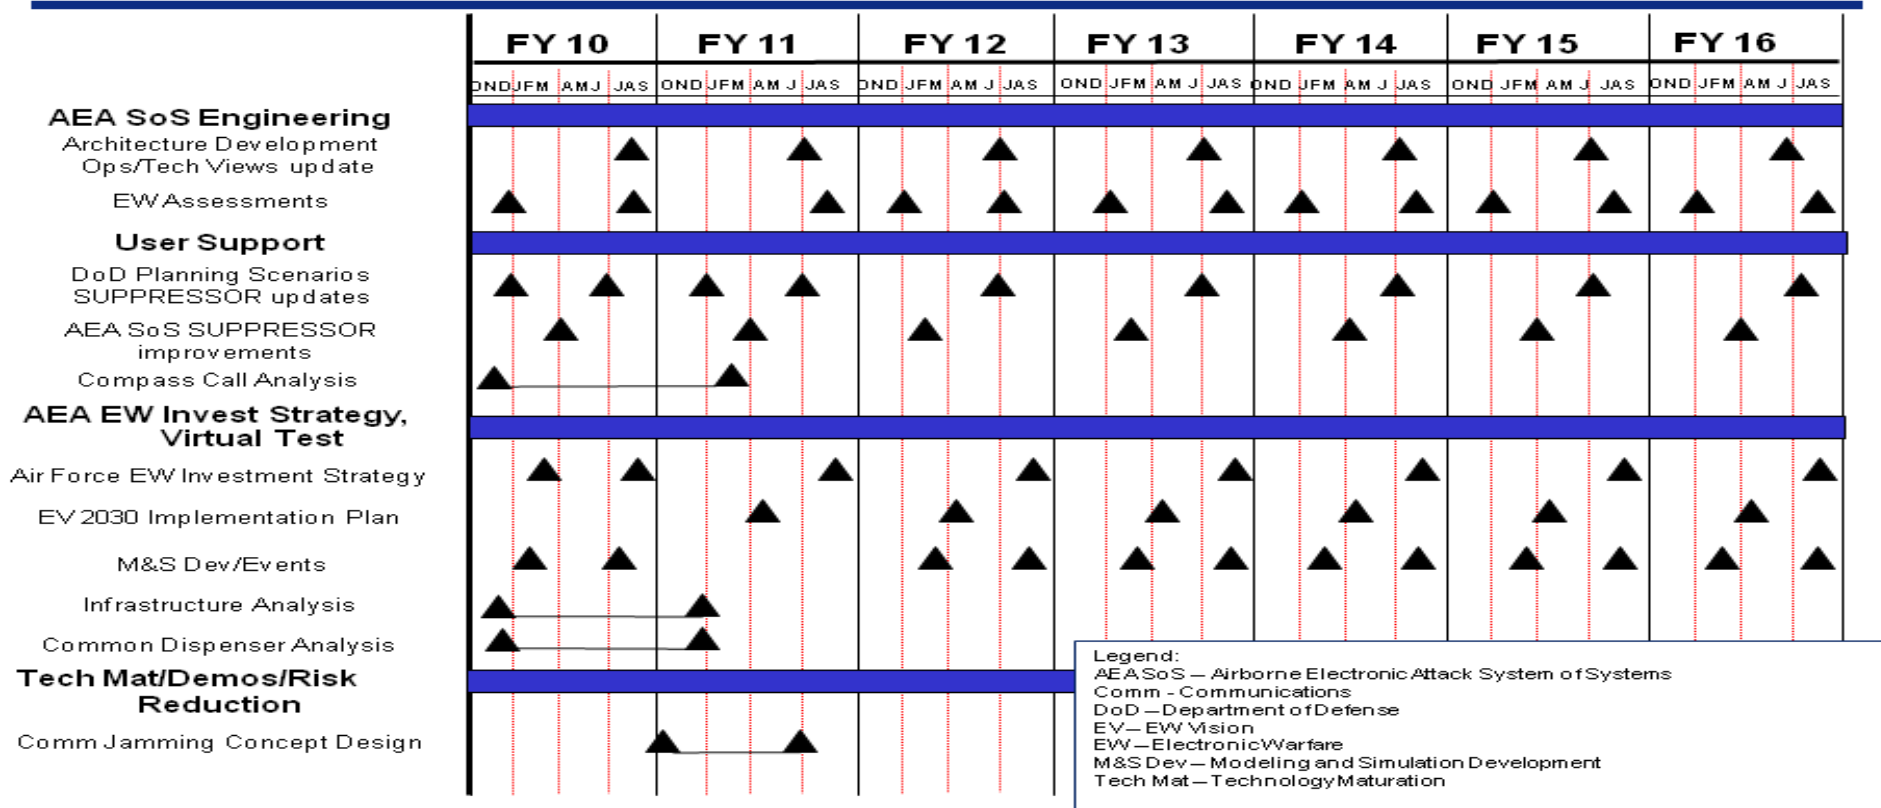 FY 10 FY 11 FY 12 FY 13 FY 14 FY 15 FY 16
OND JFM AMJ JAS OND JFM AM J JAS OND JFM AM J JAS OND JFM AM J JAS OND JFM AM J JAS OND JFM AM J JAS OND JFM AM J JAS
AEA SoS Engineering
Architecture Development
Ops/Tech Views update
EW Assessments
User Support
DoD Planning Scenarios
SUPPRESSOR updates
AEA SoS SUPPRESSOR
improvements
Compass Call Analysis
AEA EW Invest Strategy,
Virtual Test
Air Force EW Investment Strategy
EV 2030 Implementation Plan
M&S Dev/Events
Infrastructure Analysis
Common Dispenser Analysis
Tech Mat/Demos/Risk
Reduction
Comm Jamming Concept Design
Legend:
AEA SoS – Airborne Electronic Attack System of Systems
Comm - Communications
DoD – Department of Defense
EV – EW Vision
EW – Electronic Warfare
M&S Dev – Modeling and Simulation Development
Tech Mat – Technology Maturation